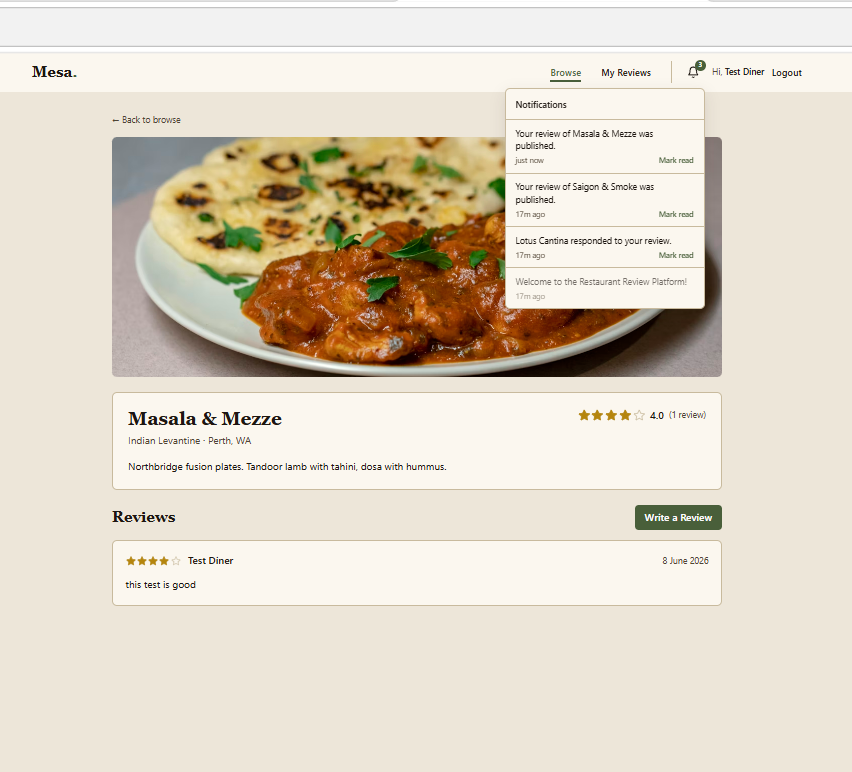 Mesa.
Browse
My Reviews
3
Hi, Test Diner
Logout
← Back to browse
Notifications
Your review of Masala & Mezze was
published.
just now
Mark read
Your review of Saigon & Smoke was
published.
17m ago
Mark read
Lotus Cantina responded to your review.
17m ago
Mark read
Welcome to the Restaurant Review Platform!
17m ago
Masala & Mezze
4.0 (1 review)
Indian Levantine · Perth, WA
Northbridge fusion plates. Tandoor lamb with tahini, dosa with hummus.
Reviews
Write a Review
Test Diner
8 June 2026
this test is good